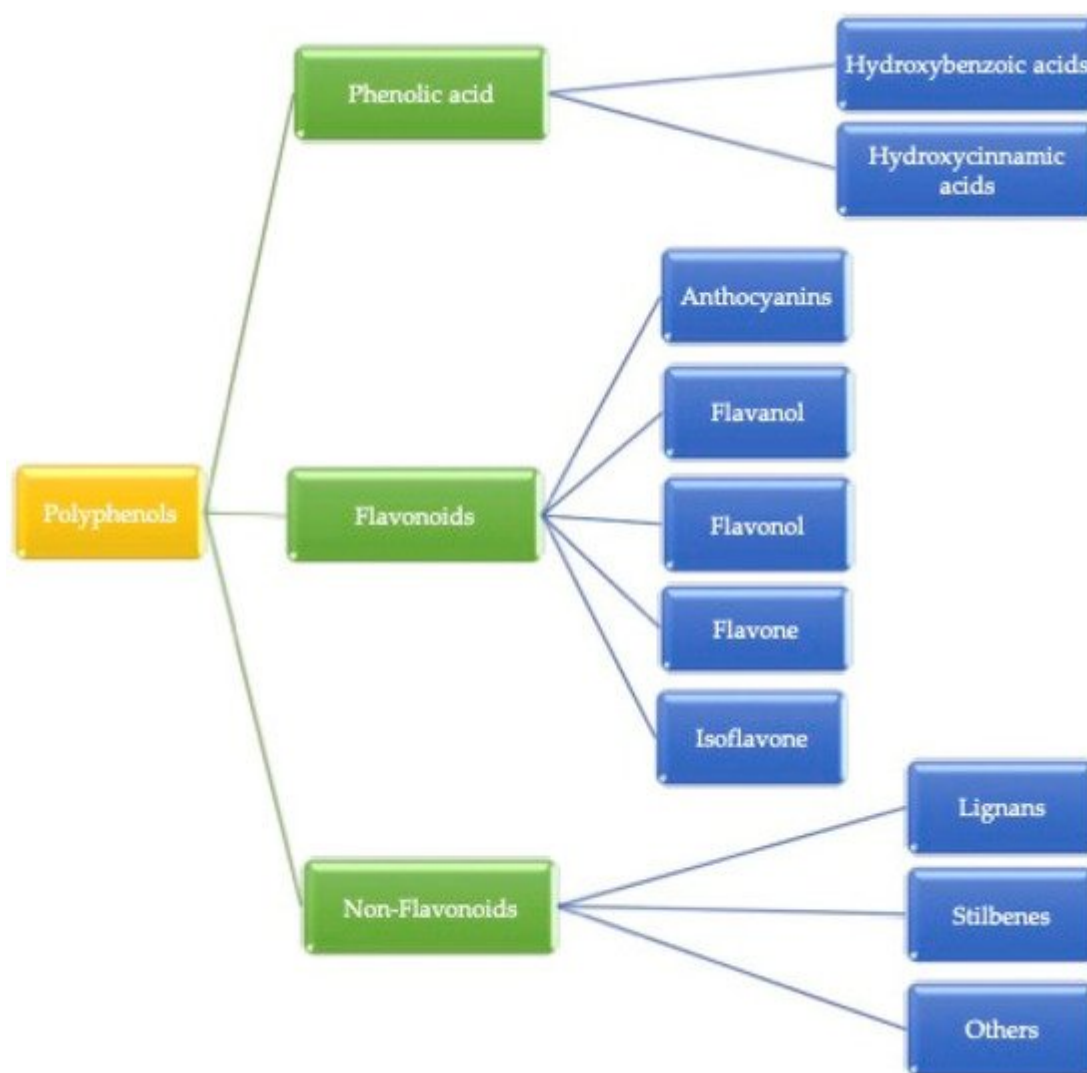 Polyphenols
Phenolic acid
Hydroxybenzoic acids
Hydroxycinnamic
acids
Flavonoids
Anthocyanins
Flavanol
Flavonol
Flavone
Isoflavone
Non-Flavonoids
Lignans
Stilbenes
Others